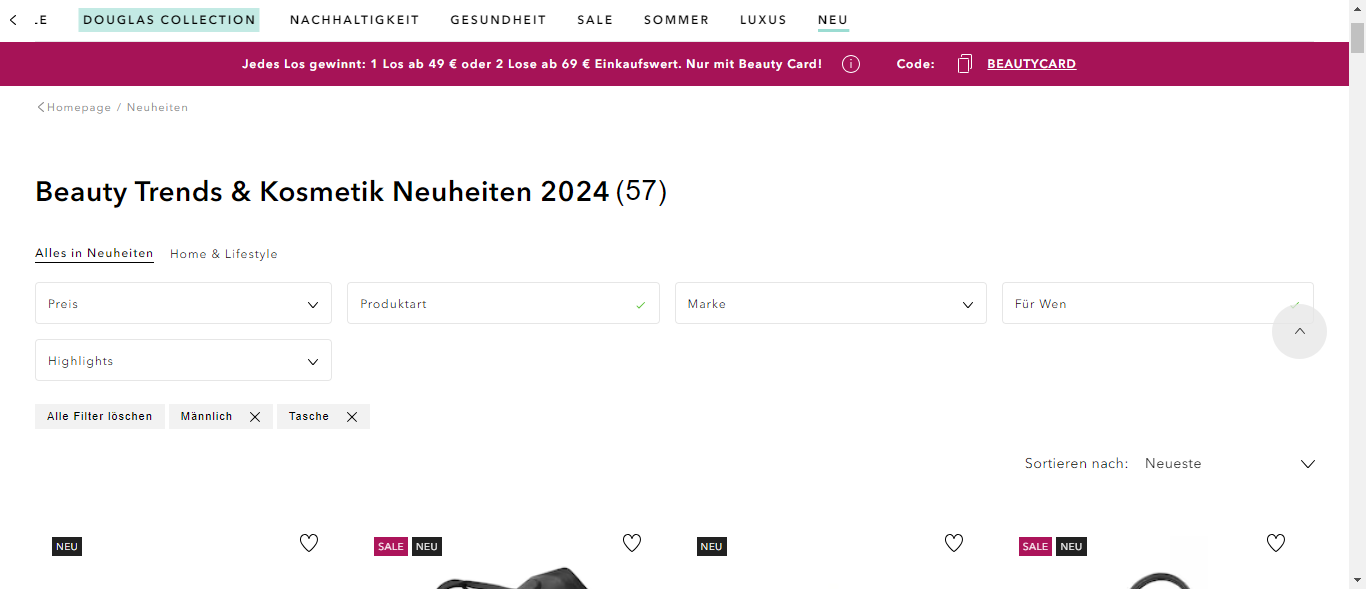 LE DOUGLAS COLLECTION NACHHALTIGKEIT GESUNDHEIT SALE SOMMER LUXUS NEU
Jedes Los gewinnt: 1 Los ab 49 € oder 2 Lose ab 69 € Einkaufswert. Nur mit Beauty Card! Code: BEAUTYCARD
Homepage / Neuheiten
Beauty Trends & Kosmetik Neuheiten 2024 (57)
Alles in Neuheiten Home & Lifestyle
Preis Produktart Marke Für Wen
Highlights
Alle Filter löschen Männlich Tasche
Sortieren nach: Neueste
NEU SALE NEU NEU SALE NEU